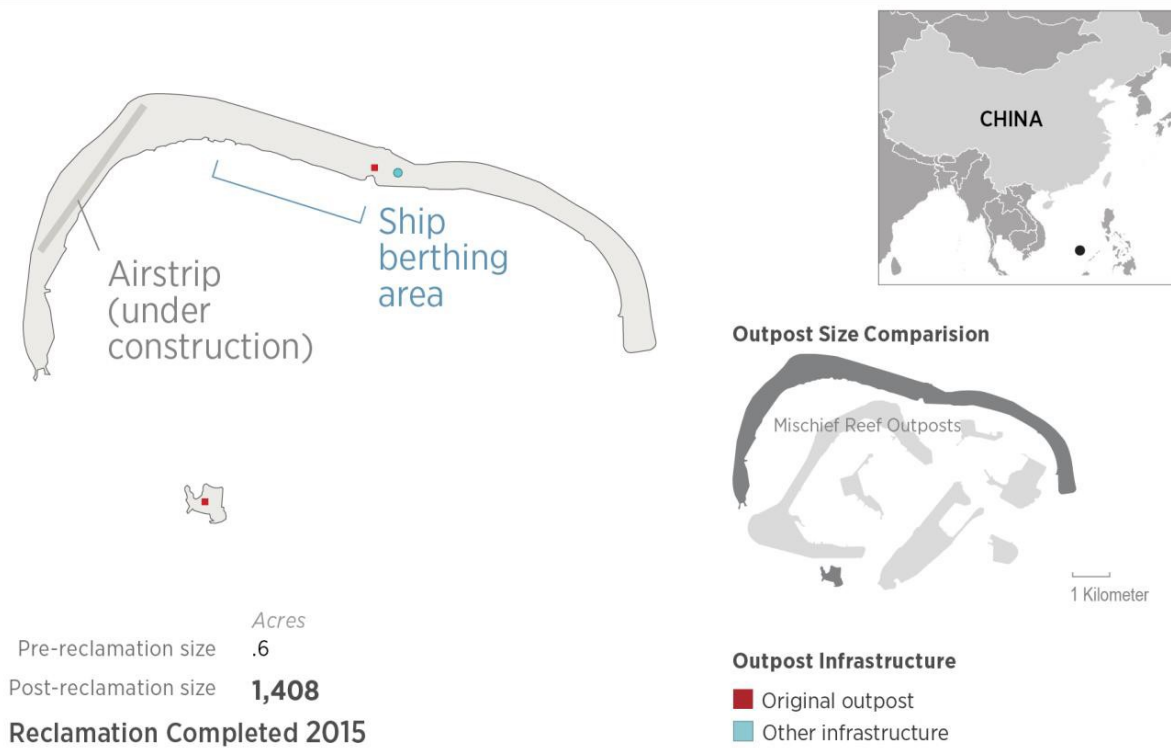 CHINA
Ship
berthing
area
Airstrip
(under
construction)
Outpost Size Comparision
Mischief Reef Outposts
1 Kilometer
Acres
Pre-reclamation size .6
Post-reclamation size 1,408
Reclamation Completed 2015
Outpost Infrastructure
Original outpost
Other infrastructure